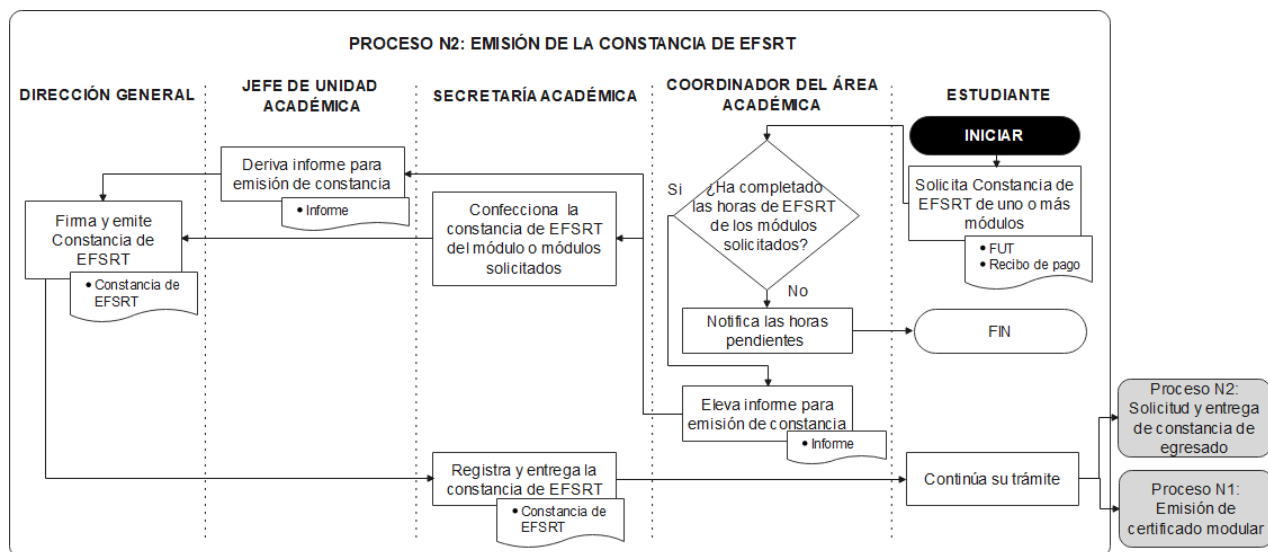 PROCESO N2: EMISIÓN DE LA CONSTANCIA DE EFSRT
DIRECCIÓN GENERAL
JEFE DE UNIDAD
ACADÉMICA
SECRETARÍA ACADÉMICA
COORDINADOR DEL ÁREA
ACADÉMICA
ESTUDIANTE
INICIAR
Solicita Constancia de
EFSRT de uno o más
módulos
• FUT
• Recibo de pago
¿Ha completado
las horas de EFSRT
de los módulos
solicitados?
Si
No
Deriva informe para
emisión de constancia
• Informe
Confecciona la
constancia de EFSRT
del módulo o módulos
solicitados
Firma y emite
Constancia de
EFSRT
• Constancia de
EFSRT
Notifica las horas
pendientes
FIN
Eleva informe para
emisión de constancia
• Informe
Registra y entrega la
constancia de EFSRT
• Constancia de
EFSRT
Continúa su trámite
Proceso N2:
Solicitud y entrega
de constancia de
egresado
Proceso N1:
Emisión de
certificado modular